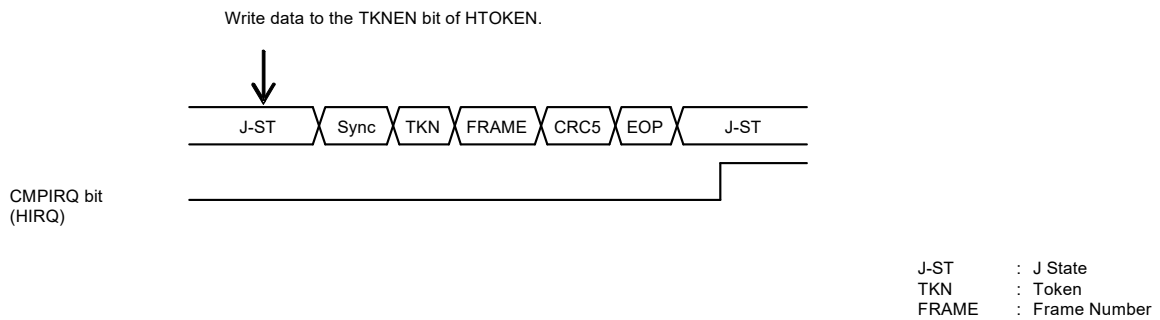 Write data to the TKNEN bit of HTOKEN.
J-ST Sync TKN FRAME CRC5 EOP J-ST
CMPIRQ bit
(HIRQ)
J-ST : J State
TKN : Token
FRAME : Frame Number